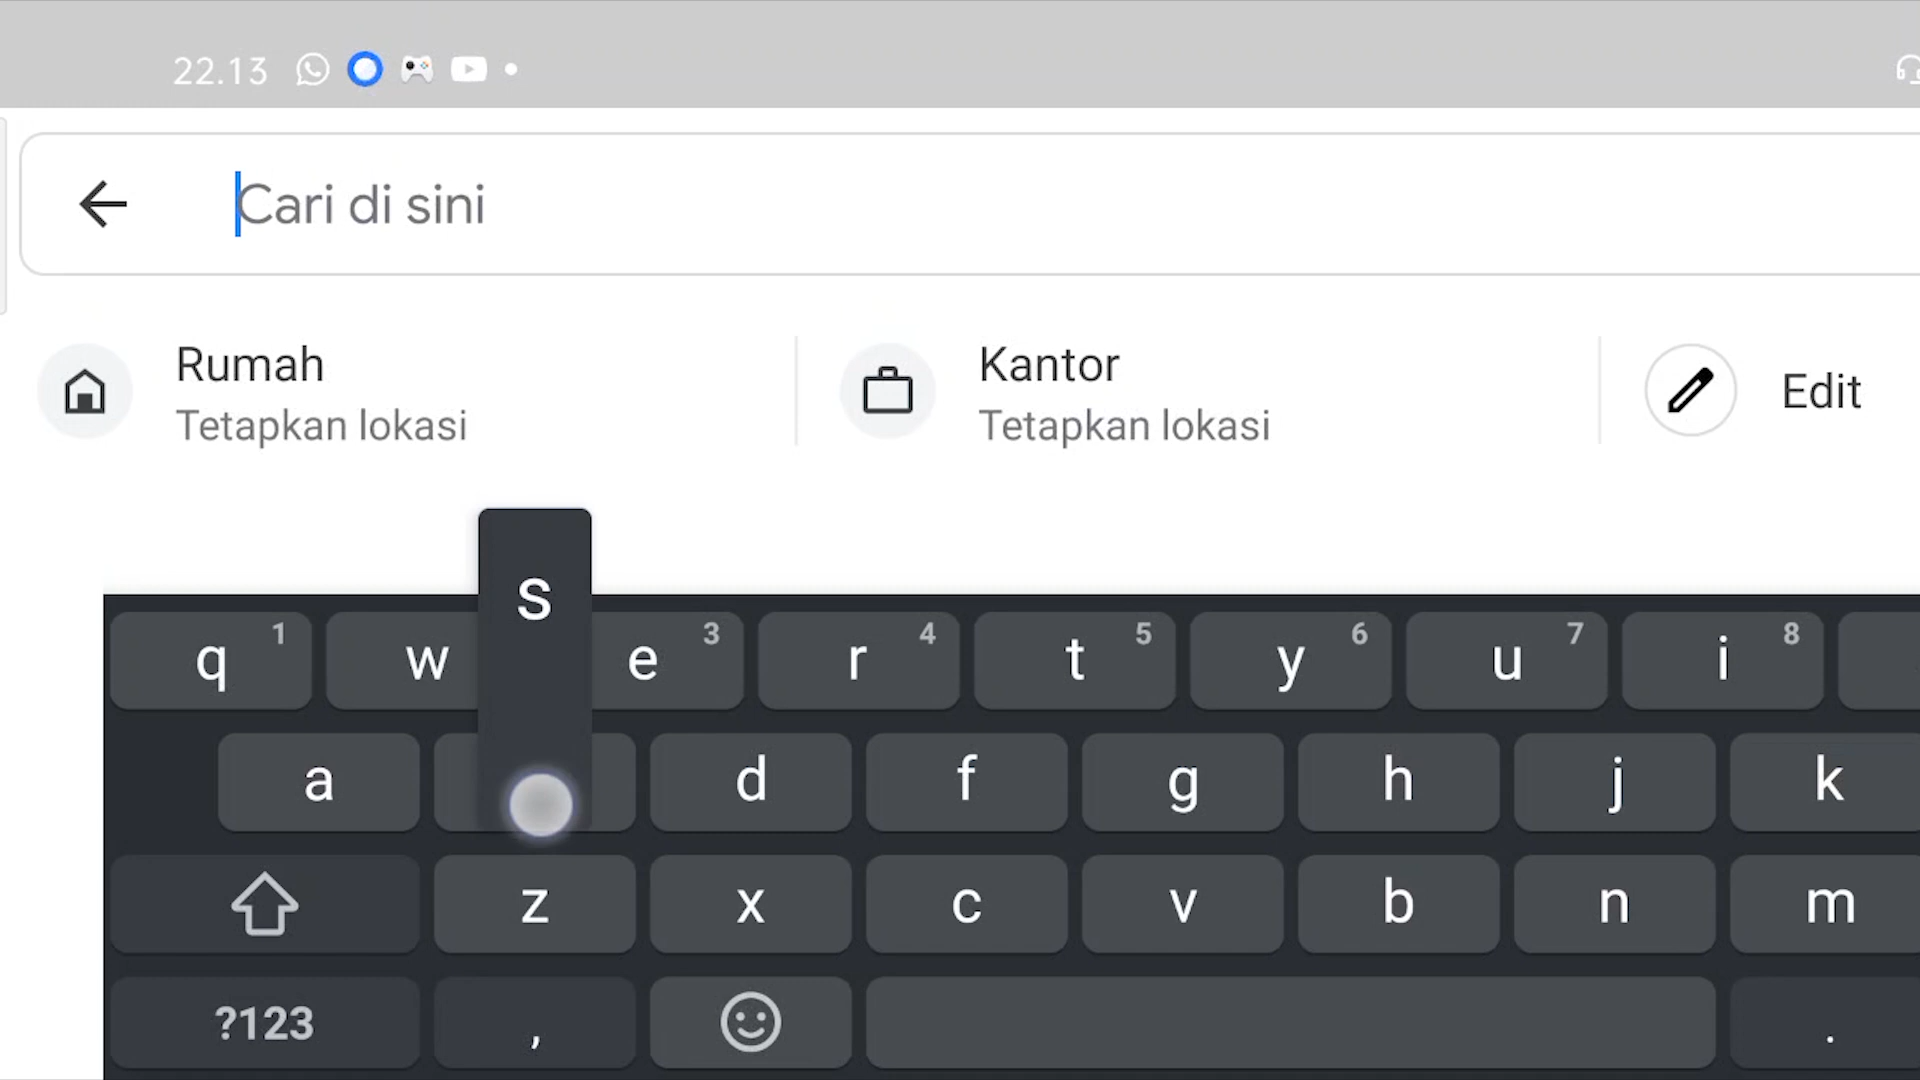 22.13
Cari di sini
Rumah
Tetapkan lokasi
Kantor
Tetapkan lokasi
Edit
s
q 1 w e 3 r 4 t 5 y 6 u 7 i 8
a d f g h j k
z x c v b n m
?123 , .